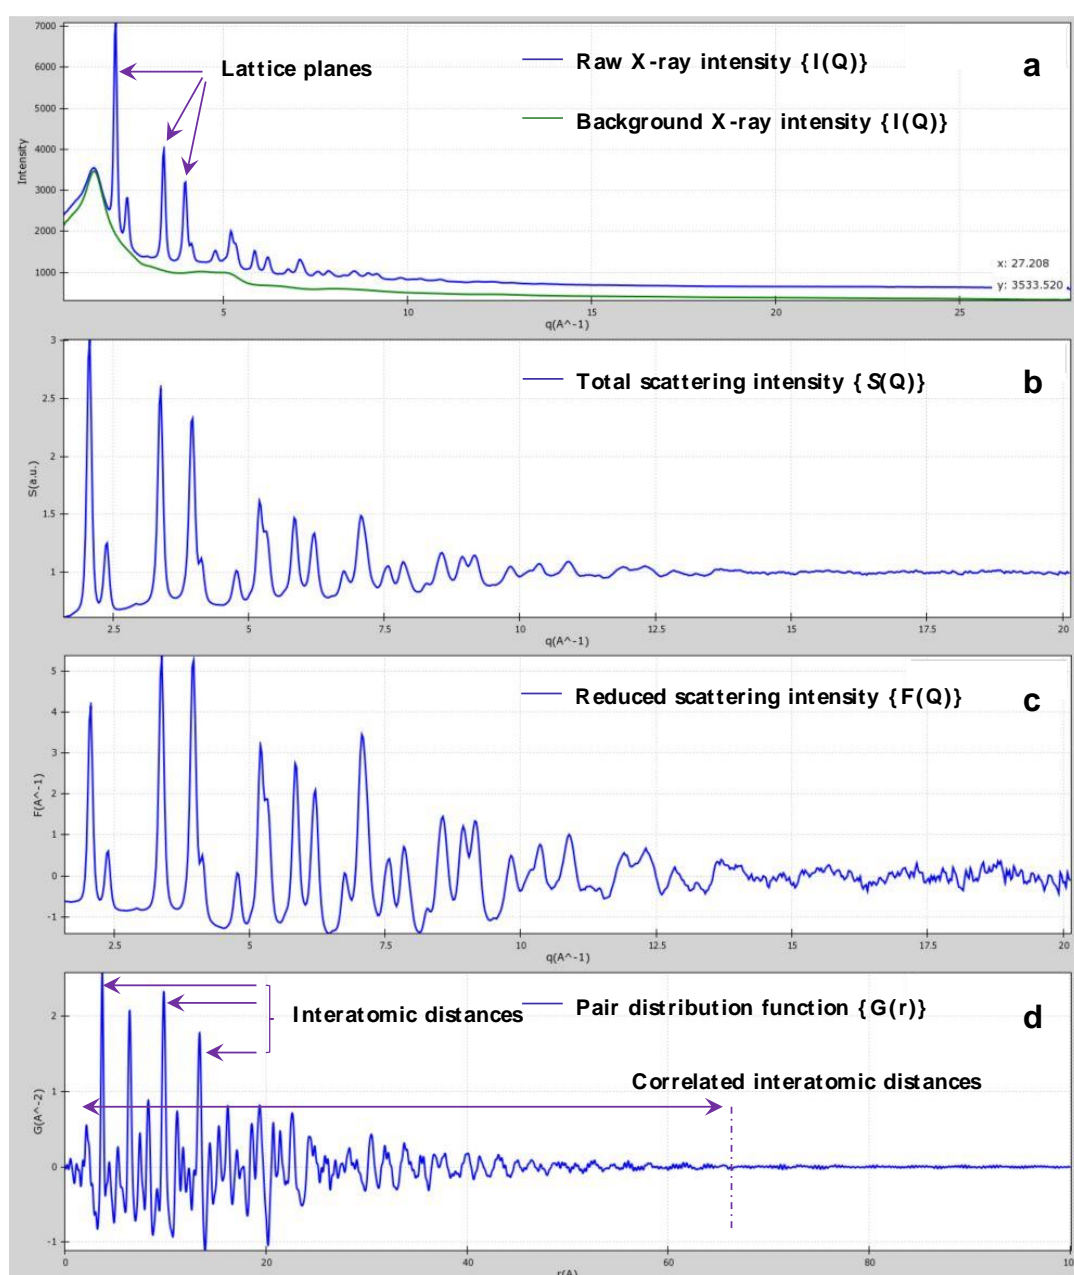 7000
6000
5000
4000
3000
2000
1000
Intensity
Lattice planes
Raw X-ray intensity {I(Q)}
Background X-ray intensity {I(Q)}
a
x: 27.208
y: 3533.520
5 10 15 20 25
q(A^-1)
3
2.5
2
1.5
1
S(a.u.)
Total scattering intensity {S(Q)}
b
2.5 5 7.5 10 12.5 15 17.5 20
q(A^-1)
5
4
3
2
1
0
-1
F(A^-1)
Reduced scattering intensity {F(Q)}
c
2.5 5 7.5 10 12.5 15 17.5 20
q(A^-1)
2
1
0
-1
G(A^-2)
Interatomic distances
Pair distribution function {G(r)}
d
Correlated interatomic distances
0 20 40 60 80 10
r(A)